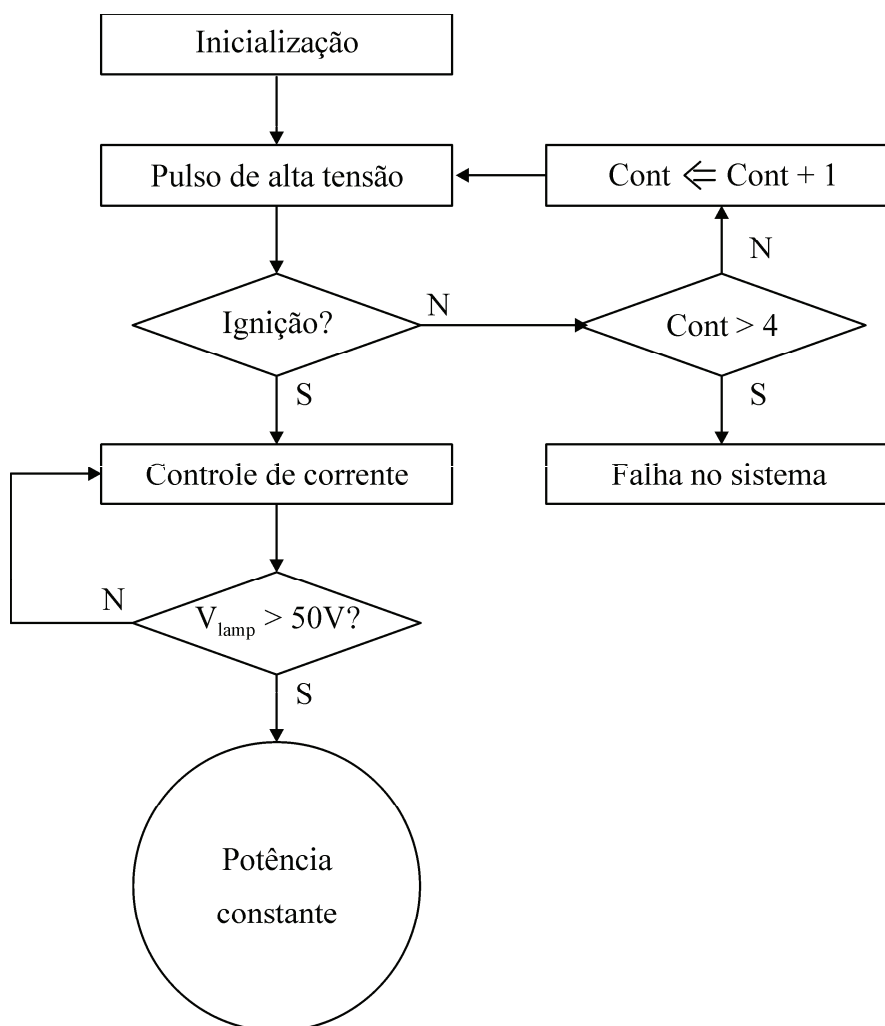 Inicialização
Pulso de alta tensão
Cont ⇐ Cont + 1
N
Ignição?
N
Cont > 4
S
S
Controle de corrente
Falha no sistema
N
V_lamp > 50V?
S
Potência
constante